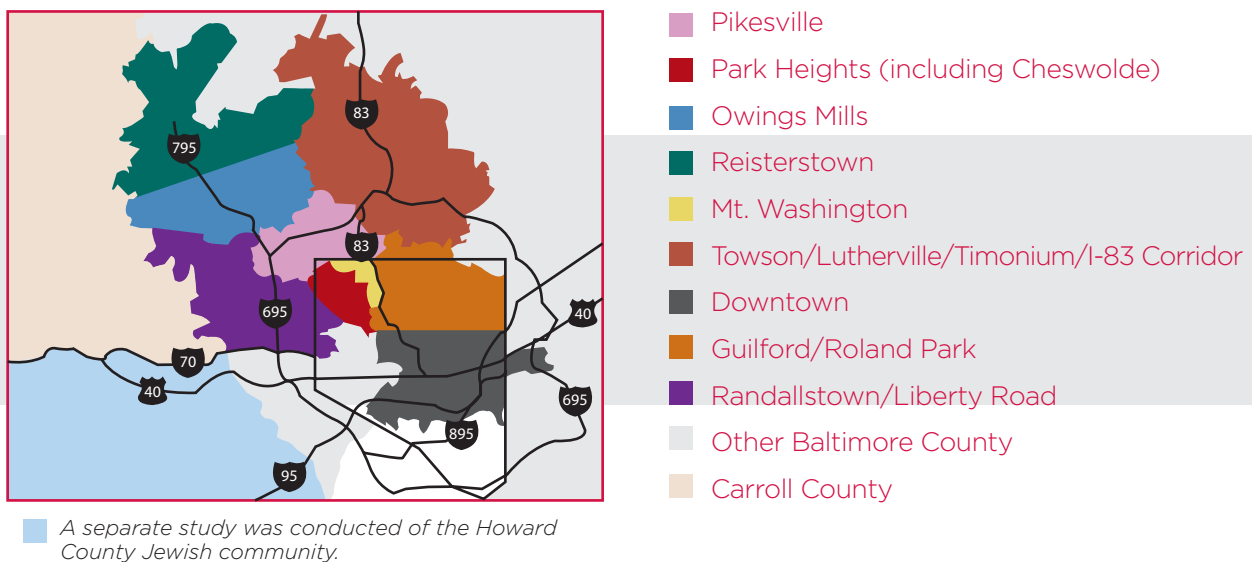 83
795
83
695
40
70
40
695
895
95
Pikesville
Park Heights (including Cheswolde)
Owings Mills
Reisterstown
Mt. Washington
Towson/Lutherville/Timonium/I-83 Corridor
Downtown
Guilford/Roland Park
Randallstown/Liberty Road
Other Baltimore County
Carroll County
A separate study was conducted of the Howard
County Jewish community.